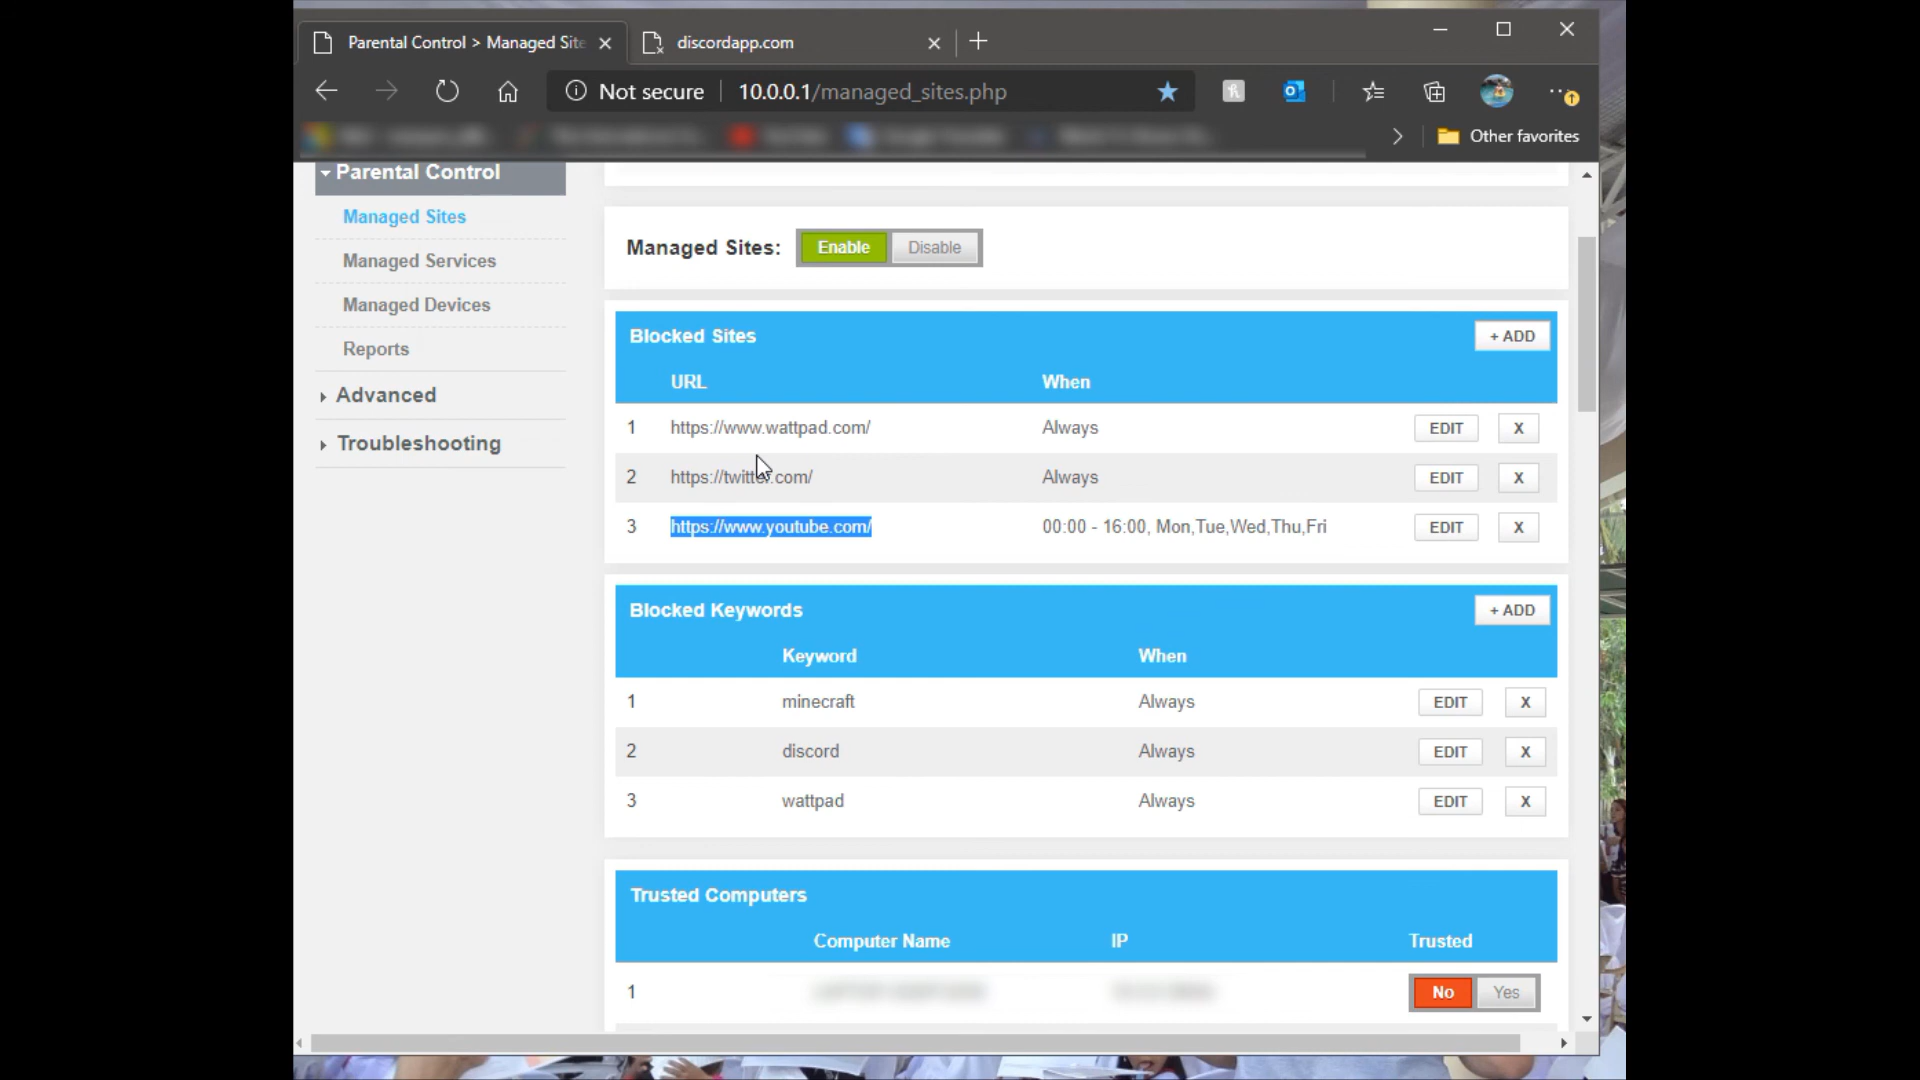 Parental Control > Managed Site
discordapp.com
Not secure 10.0.0.1/managed_sites.php
Other favorites
Parental Control
Managed Sites
Managed Services
Managed Devices
Reports
Advanced
Troubleshooting
Managed Sites: Enable Disable
Blocked Sites + ADD
URL When
1 https://www.wattpad.com/ Always EDIT X
2 https://twitter.com/ Always EDIT X
3 https://www.youtube.com/ 00:00 - 16:00, Mon,Tue,Wed,Thu,Fri EDIT X
Blocked Keywords + ADD
Keyword When
1 minecraft Always EDIT X
2 discord Always EDIT X
3 wattpad Always EDIT X
Trusted Computers
Computer Name IP Trusted
1 No Yes